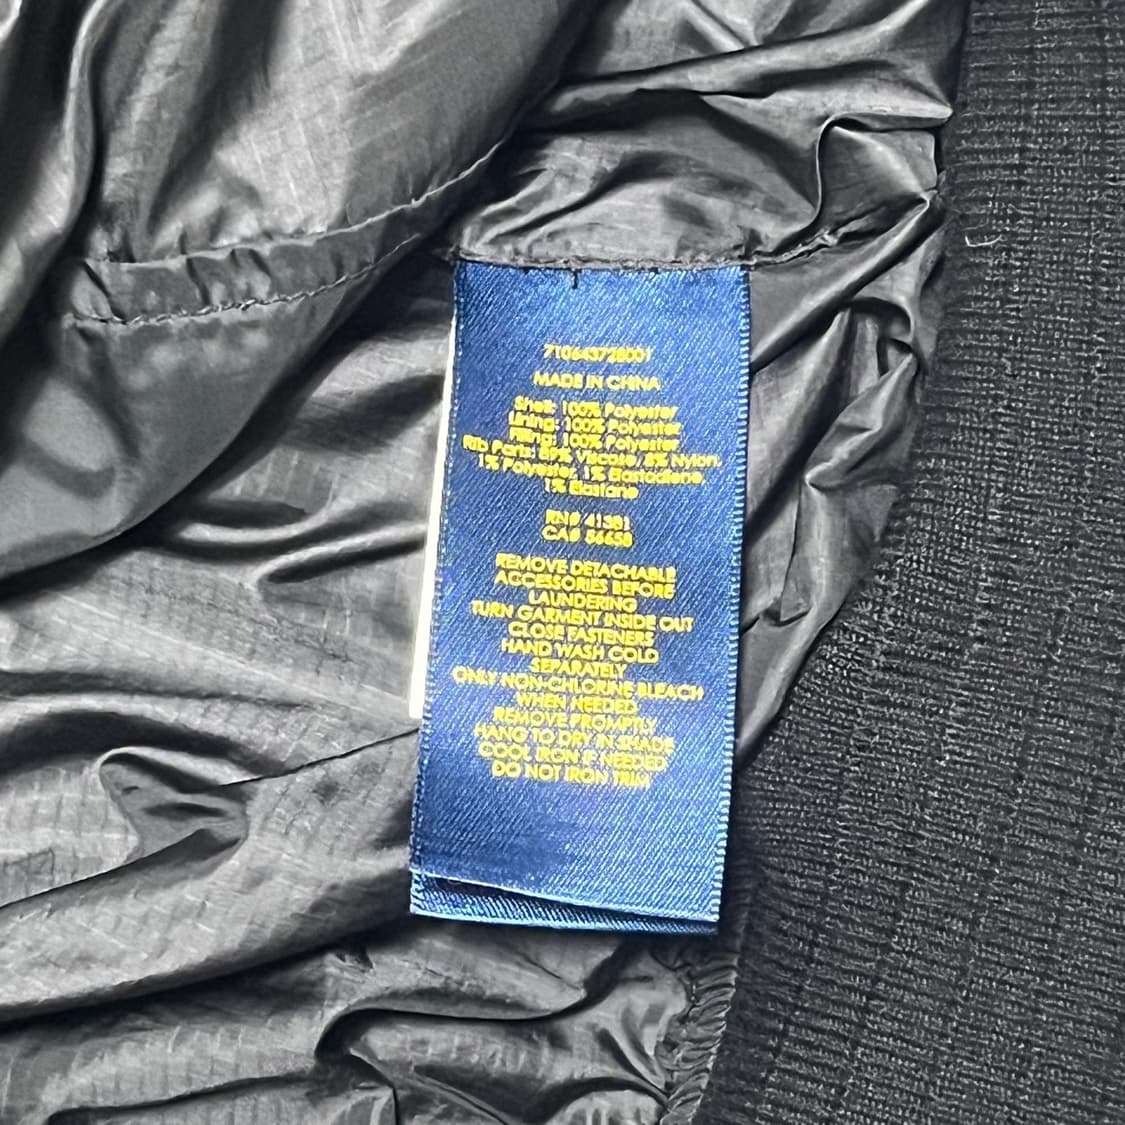 710643728001
MADE IN CHINA
Shell: 100% Polyester
Lining: 100% Polyester
Filling: 100% Polyester
Rib Parts: 89% Viscose, 8% Nylon,
1% Polyester, 1% Elastodiene
1% Elastane
RN# 41381
CA# 56658
REMOVE DETACHABLE
ACCESSORIES BEFORE
LAUNDERING
TURN GARMENT INSIDE OUT
CLOSE FASTENERS
HAND WASH COLD
SEPARATELY
ONLY NON-CHLORINE BLEACH
WHEN NEEDED
REMOVE PROMPTLY
HANG TO DRY IN SHADE
COOL IRON IF NEEDED
DO NOT IRON TRIM